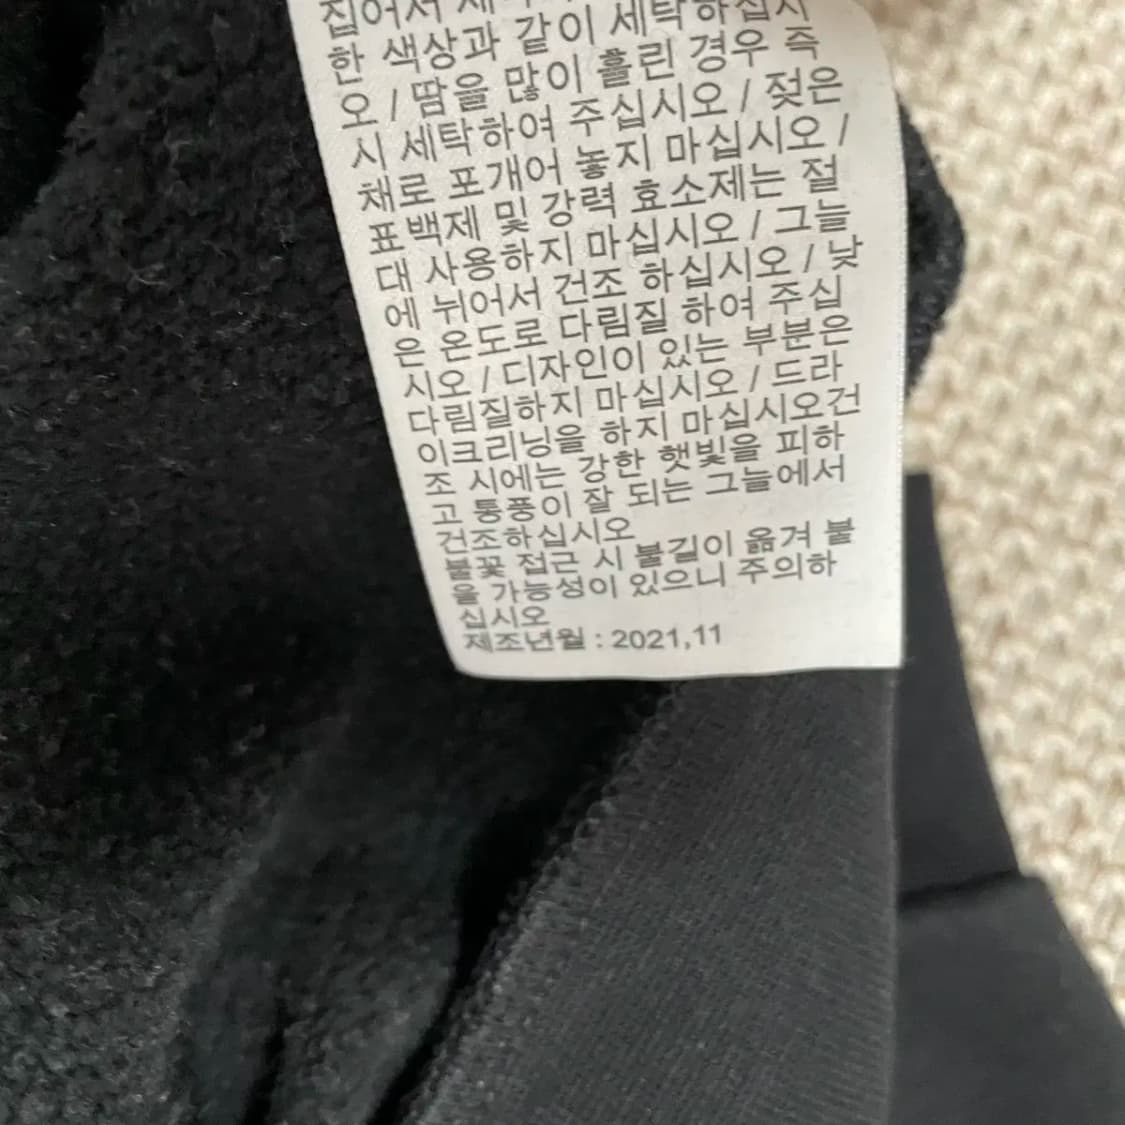 집어서 세
세탁하십시
한 색상과 같이
오 / 땀을 많이 흘린 경우 즉
시 세탁하여 주십시오 / 젖은
채로 포개어 놓지 마십시오 /
표백제 및 강력 효소제는 절
대 사용하지 마십시오 / 그늘
에 뉘어서 건조 하십시오 / 낮
은 온도로 다림질 하여 주십
시오 / 디자인이 있는 부분은
다림질하지 마십시오 / 드라
이크리닝을 하지 마십시오건
조 시에는 강한 햇빛을 피하
고 통풍이 잘 되는 그늘에서
건조하십시오
불꽃 접근 시 불길이 옮겨 붙
을 가능성이 있으니 주의하
십시오
제조년월 : 2021,11